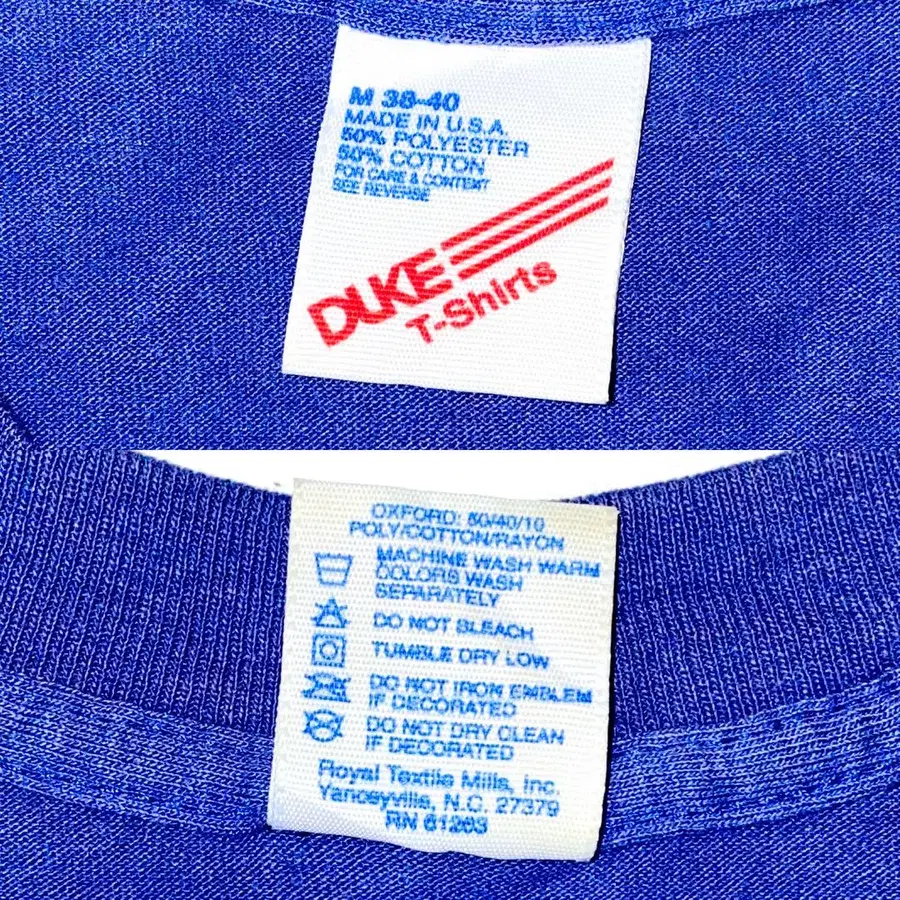 M 38-40
MADE IN U.S.A.
50% POLYESTER
50% COTTON
FOR CARE & CONTENT
SEE REVERSE
DUKE
T-Shirts
OXFORD: 50/40/10
POLY/COTTON/RAYON
MACHINE WASH WARM
COLORS WASH
SEPARATELY
DO NOT BLEACH
TUMBLE DRY LOW
DO NOT IRON EMBLEM
IF DECORATED
DO NOT DRY CLEAN
IF DECORATED
Royal Textile Mills, Inc.
Yanceyville, N.C. 27379
RN 61263